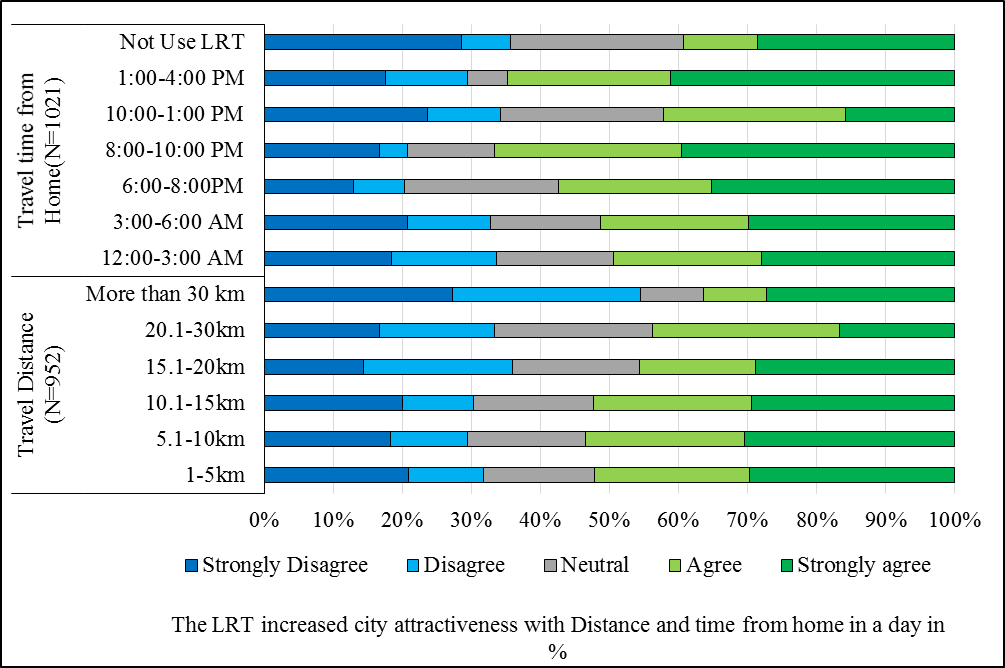 Travel time from
Home(N=1021)
Not Use LRT
1:00-4:00 PM
10:00-1:00 PM
8:00-10:00 PM
6:00-8:00PM
3:00-6:00 AM
12:00-3:00 AM
Travel Distance
(N=952)
More than 30 km
20.1-30km
15.1-20km
10.1-15km
5.1-10km
1-5km
0% 10% 20% 30% 40% 50% 60% 70% 80% 90% 100%
Strongly Disagree Disagree Neutral Agree Strongly agree
The LRT increased city attractiveness with Distance and time from home in a day in
%